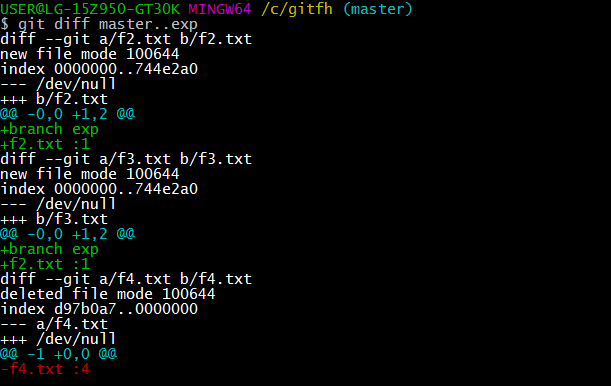 USER@LG-15Z950-GT30K MINGW64 /c/gitfh (master)
$ git diff master..exp
diff --git a/f2.txt b/f2.txt
new file mode 100644
index 0000000..744e2a0
--- /dev/null
+++ b/f2.txt
@@ -0,0 +1,2 @@
+branch exp
+f2.txt :1
diff --git a/f3.txt b/f3.txt
new file mode 100644
index 0000000..744e2a0
--- /dev/null
+++ b/f3.txt
@@ -0,0 +1,2 @@
+branch exp
+f2.txt :1
diff --git a/f4.txt b/f4.txt
deleted file mode 100644
index d97b0a7..0000000
--- a/f4.txt
+++ /dev/null
@@ -1 +0,0 @@
-f4.txt :4